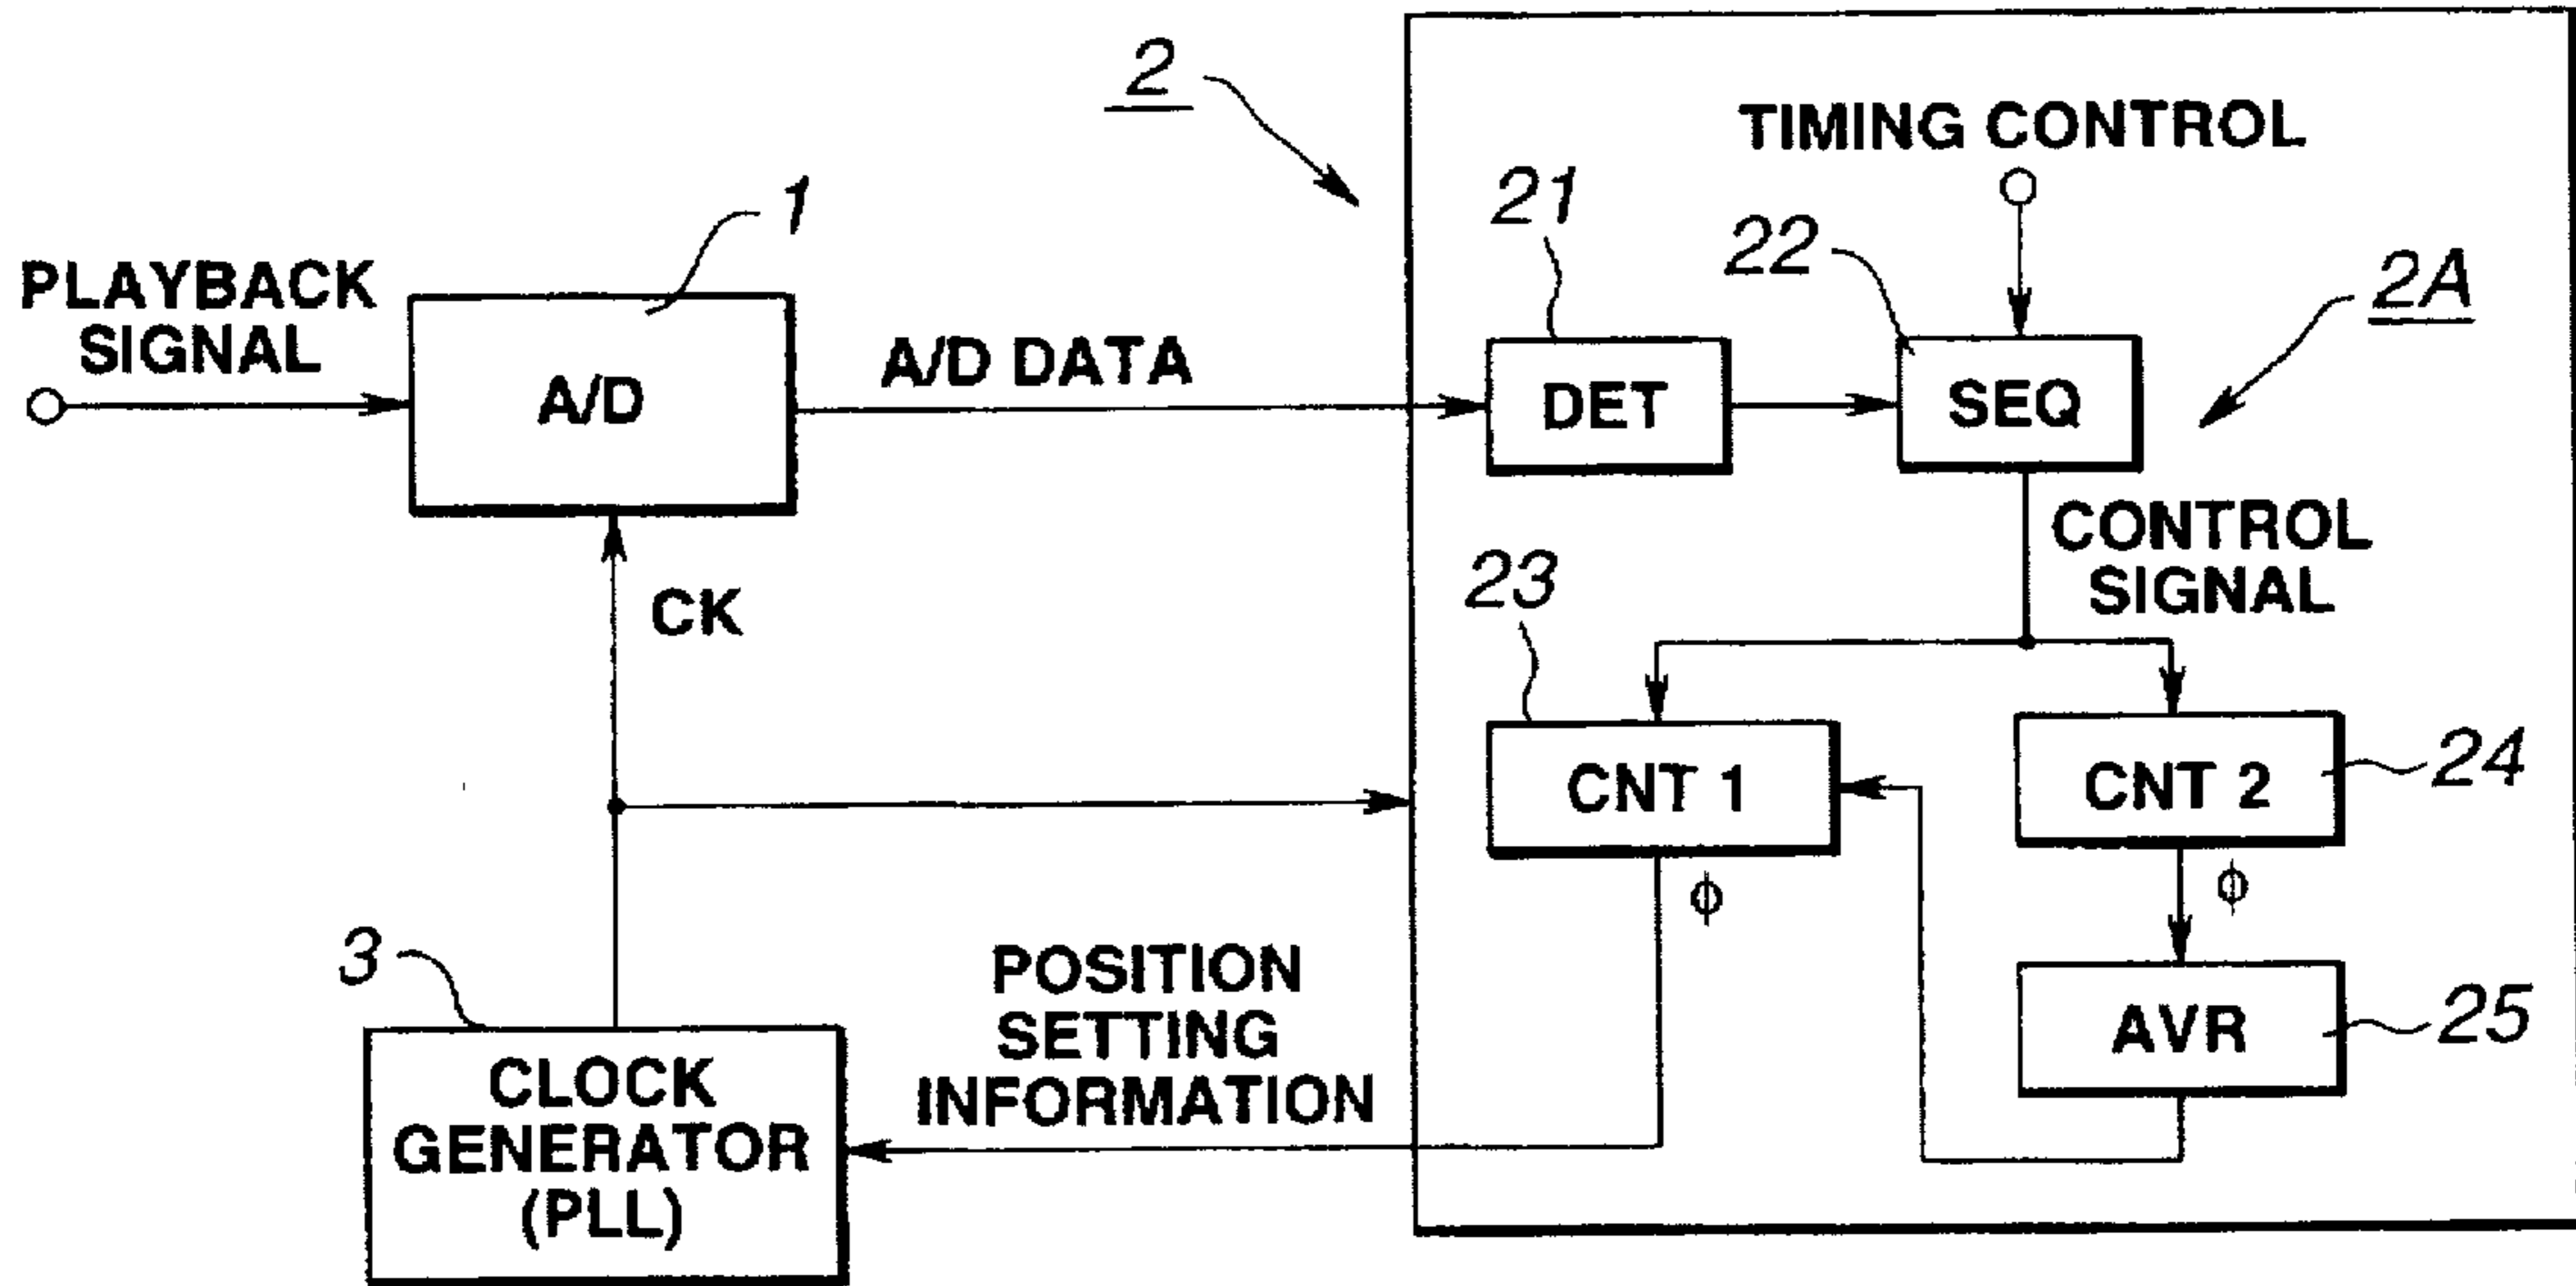 2
TIMING CONTROL
1
21
22
2A
PLAYBACK
SIGNAL
A/D
A/D DATA
DET
SEQ
CONTROL
SIGNAL
CK
23
CNT 1
CNT 2
24
ϕ
ϕ
3
POSITION
SETTING
INFORMATION
AVR
25
CLOCK
GENERATOR
(PLL)